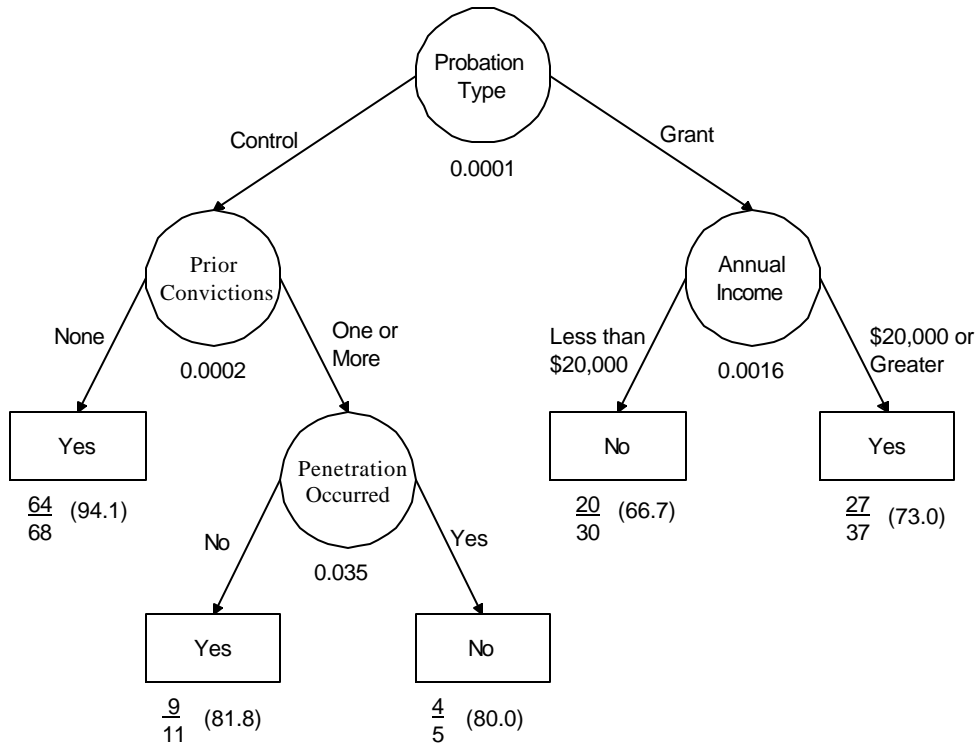 Probation
Type
Control
Grant
0.0001
Prior
Convictions
Annual
Income
None
One or
More
Less than
$20,000
$20,000 or
Greater
0.0002
0.0016
Yes
No
Yes
Penetration
Occurred
64
68
(94.1)
20
30
(66.7)
27
37
(73.0)
No
Yes
0.035
Yes
No
9
11
(81.8)
4
5
(80.0)